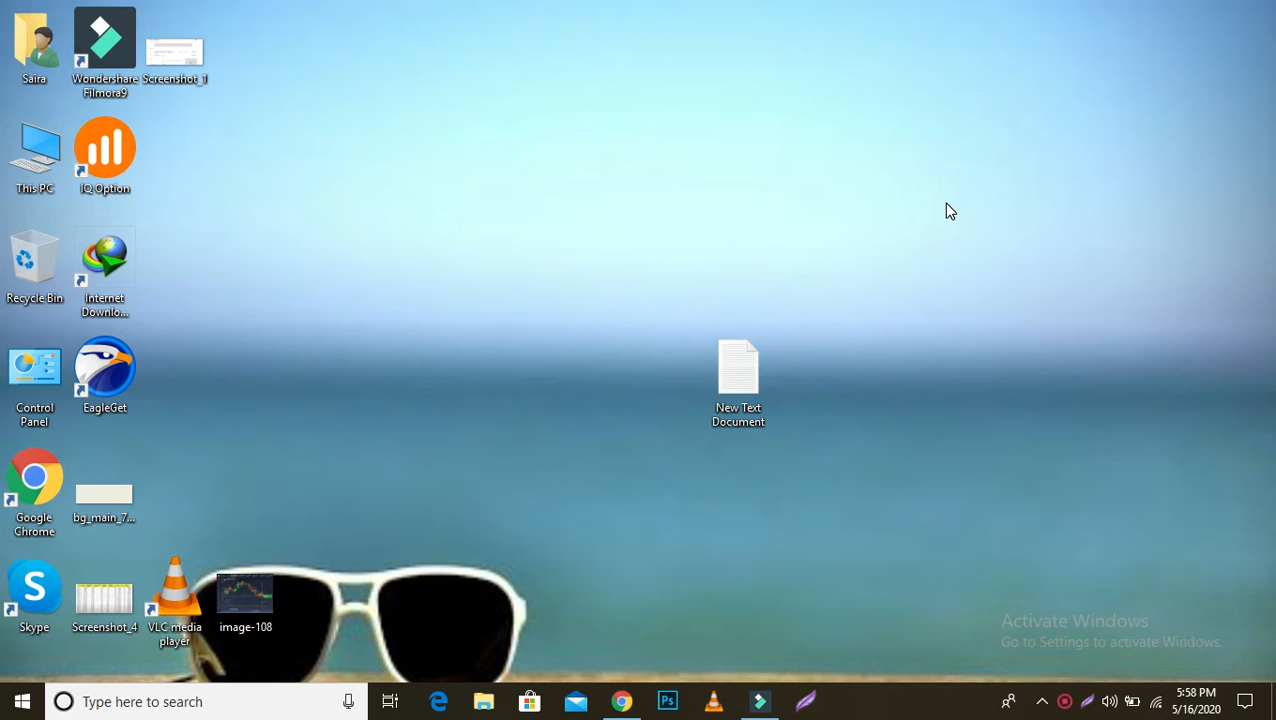 Saira
Wondershare
Filmora9
Screenshot_1
This PC
IQ Option
Recycle Bin
Internet
Downlo...
Control
Panel
EagleGet
New Text
Document
Google
Chrome
bg_main_7...
S
Skype
Screenshot_4
VLC media
player
image-108
Activate Windows
Go to Settings to activate Windows.
Type here to search
Ps
5:58 PM
5/16/2020